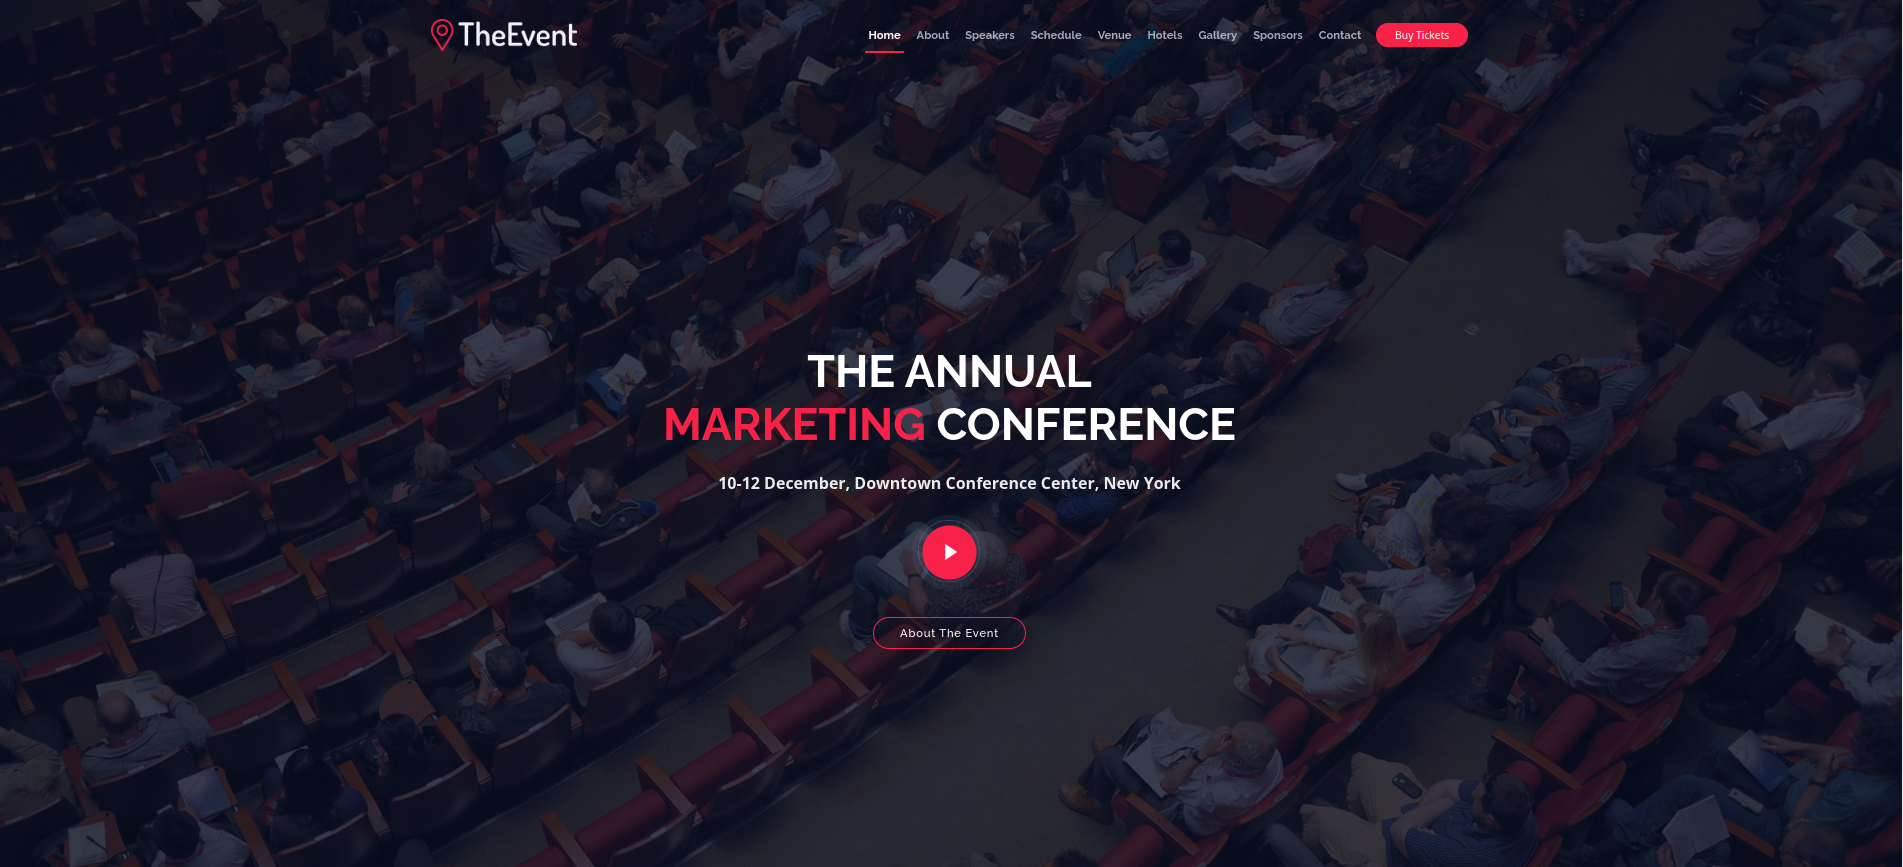 TheEvent
Home About Speakers Schedule Venue Hotels Gallery Sponsors Contact Buy Tickets
THE ANNUAL
MARKETING CONFERENCE
10-12 December, Downtown Conference Center, New York
About The Event